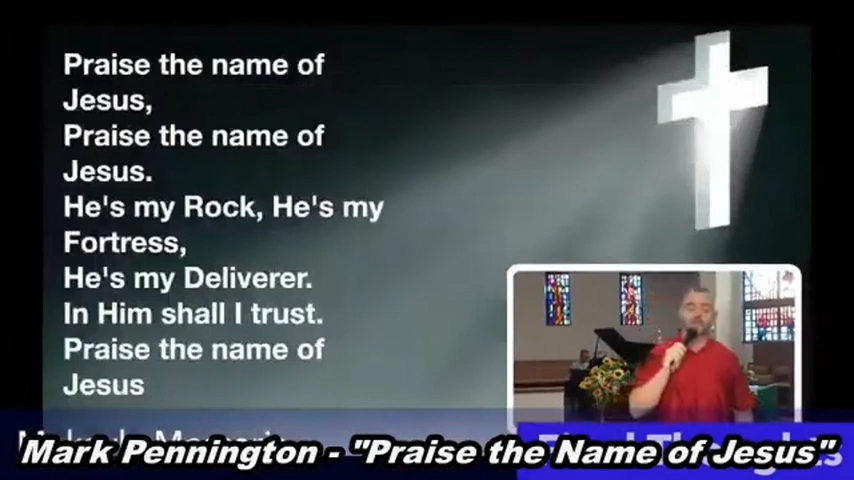 Praise the name of
Jesus,
Praise the name of
Jesus.
He's my Rock, He's my
Fortress,
He's my Deliverer.
In Him shall I trust.
Praise the name of
Jesus
Mark Pennington - "Praise the Name of Jesus"